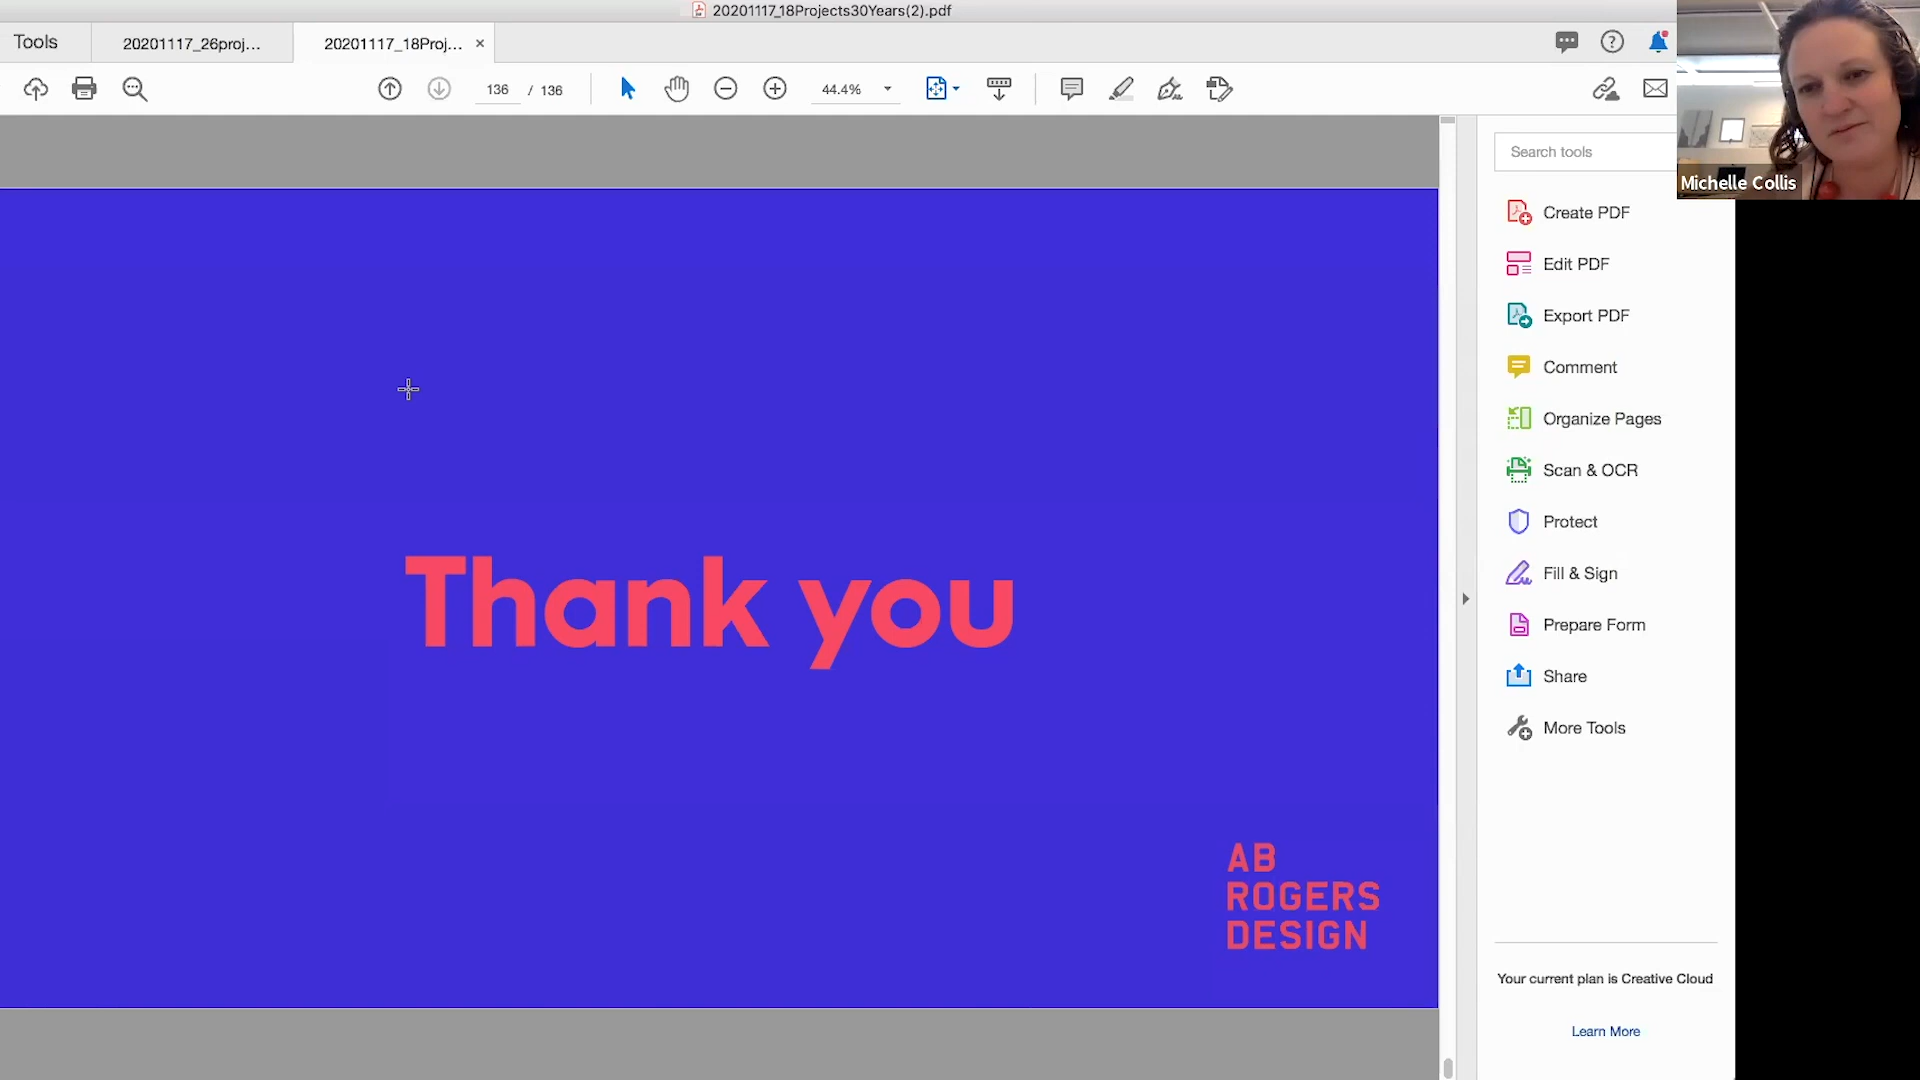 20201117_18Projects30Years(2).pdf
Tools
20201117_26proj...
20201117_18Proj... ×
136 / 136
44.4%
Search tools
Michelle Collis
Create PDF
Edit PDF
Export PDF
Comment
Organize Pages
Scan & OCR
Protect
Fill & Sign
Prepare Form
Share
More Tools
Thank you
AB
ROGERS
DESIGN
Your current plan is Creative Cloud
Learn More